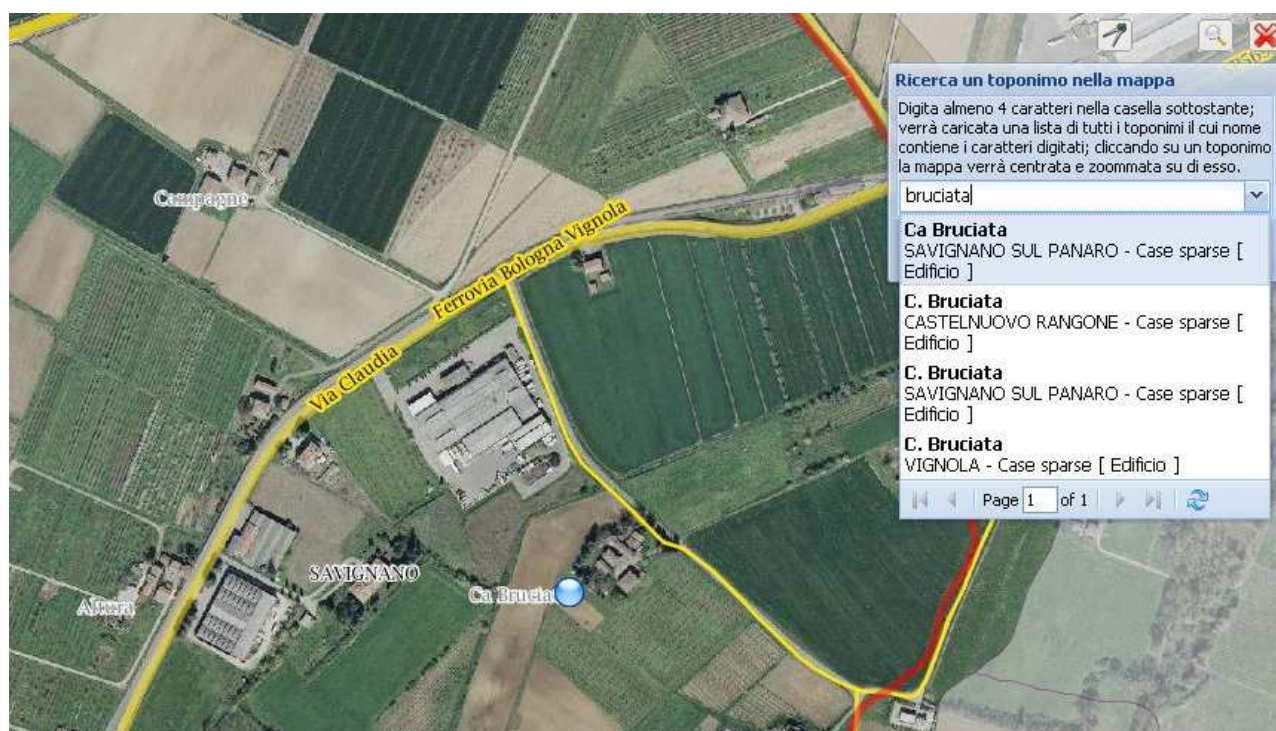 Ricerca un toponimo nella mappa
Digita almeno 4 caratteri nella casella sottostante;
verrà caricata una lista di tutti i toponimi il cui nome
contiene i caratteri digitati; cliccando su un toponimo
la mappa verrà centrata e zoommata su di esso.
bruciata
Ca Bruciata
SAVIGNANO SUL PANARO - Case sparse [
Edificio ]
C. Bruciata
CASTELNUOVO RANGONE - Case sparse [
Edificio ]
C. Bruciata
SAVIGNANO SUL PANARO - Case sparse [
Edificio ]
C. Bruciata
VIGNOLA - Case sparse [ Edificio ]
Page 1 of 1
Campagne
Ferrovia Bologna Vignola
Via Claudia
SAVIGNANO
Ca Brucia
Altura